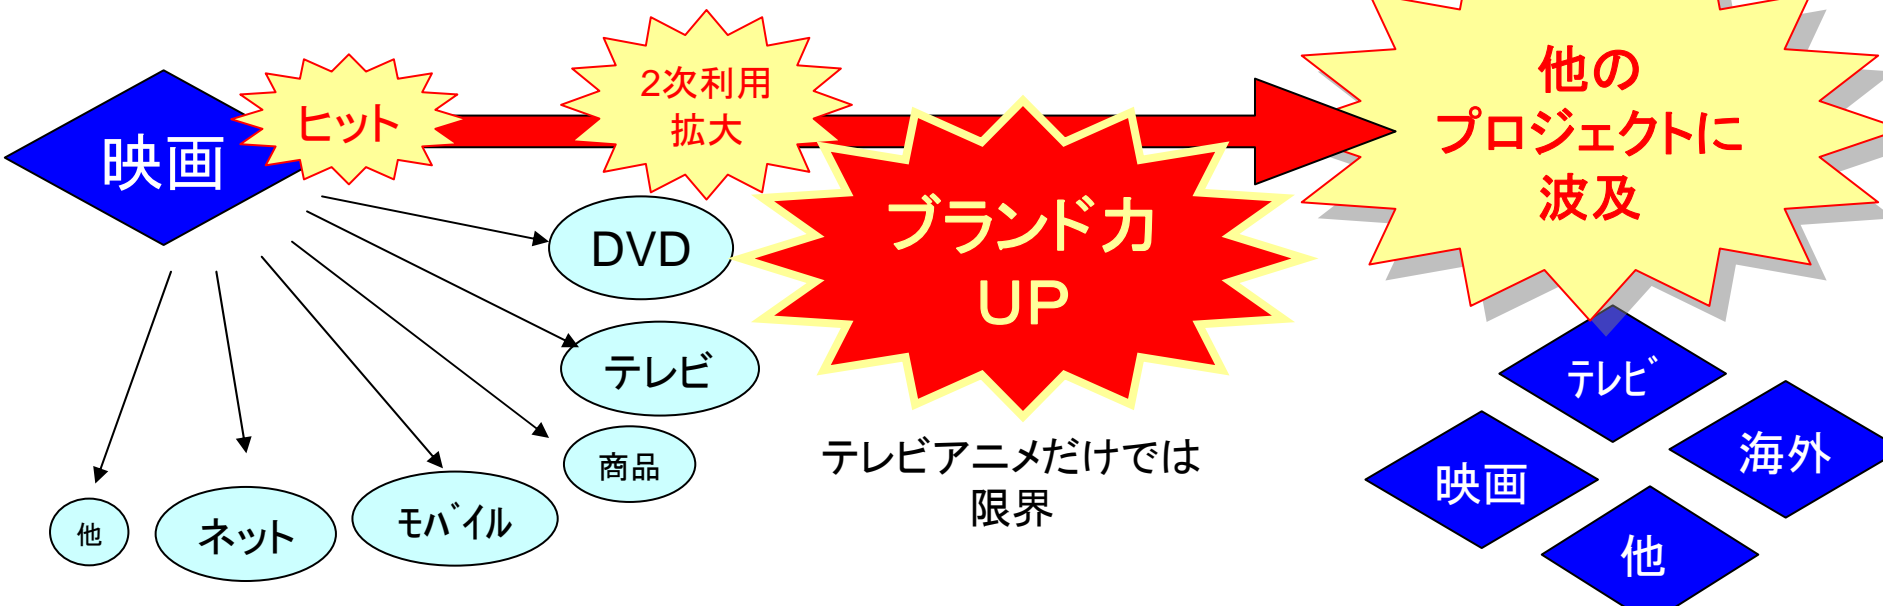 映画
ヒット
2次利用
拡大
ブランド力
UP
他の
プロジェクトに
波及
DVD
テレビ
商品
モバイル
ネット
他
テレビアニメだけでは
限界
テレビ
映画
海外
他